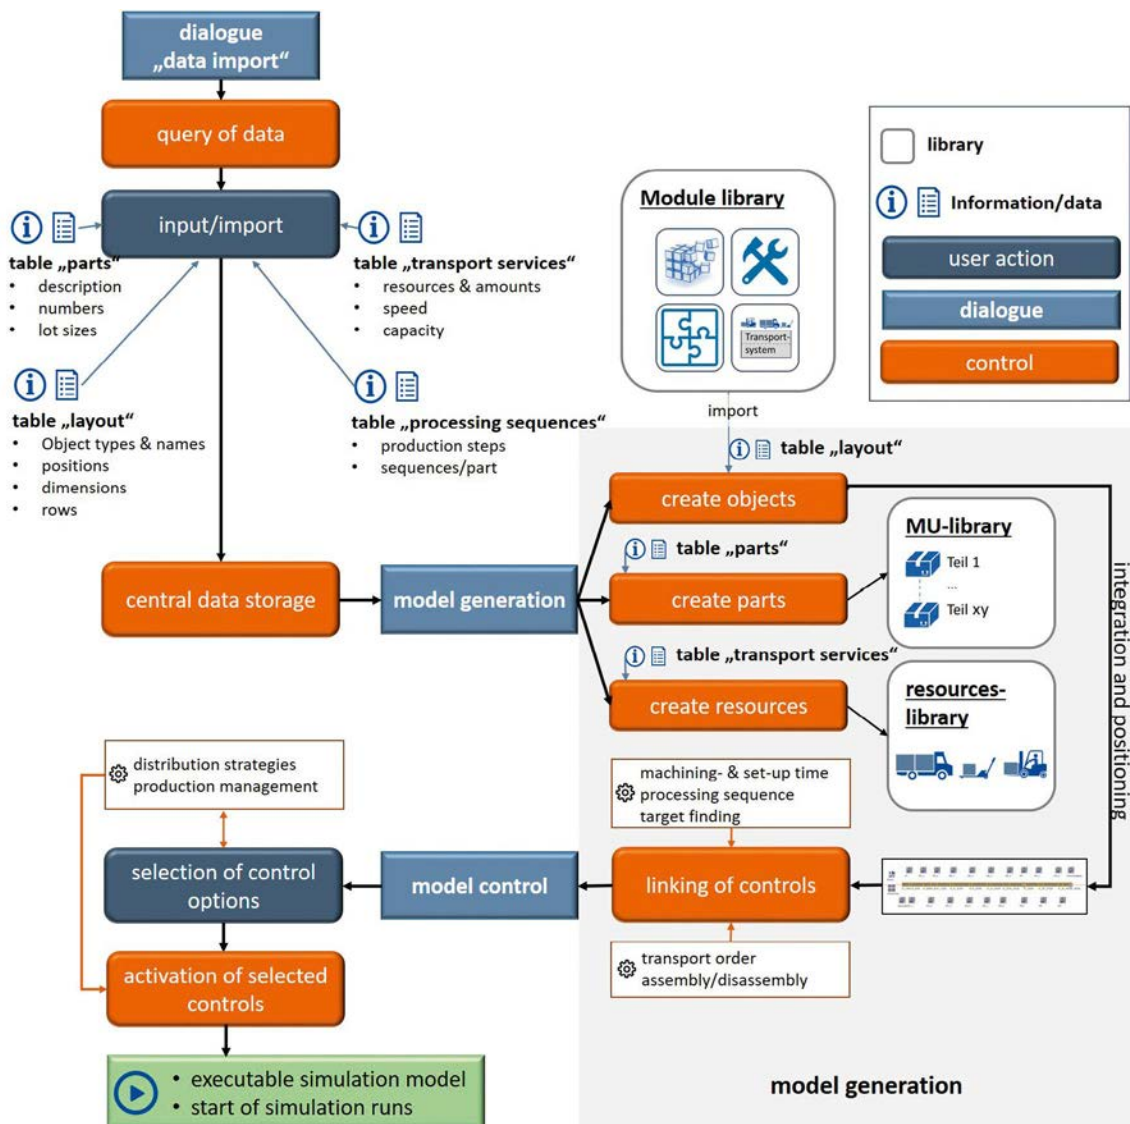 dialogue
„data import“
query of data
input/import
table „parts“
• description
• numbers
• lot sizes
table „transport services“
• resources & amounts
• speed
• capacity
table „layout“
• Object types & names
• positions
• dimensions
• rows
table „processing sequences“
• production steps
• sequences/part
Module library
Transport-
system
import
library
Information/data
user action
dialogue
control
central data storage
model generation
table „layout“
create objects
table „parts“
create parts
table „transport services“
create resources
MU-library
Teil 1
...
Teil xy
resources-
library
integration and positioning
machining- & set-up time
processing sequence
target finding
linking of controls
transport order
assembly/disassembly
model control
distribution strategies
production management
selection of control
options
activation of selected
controls
• executable simulation model
• start of simulation runs
model generation